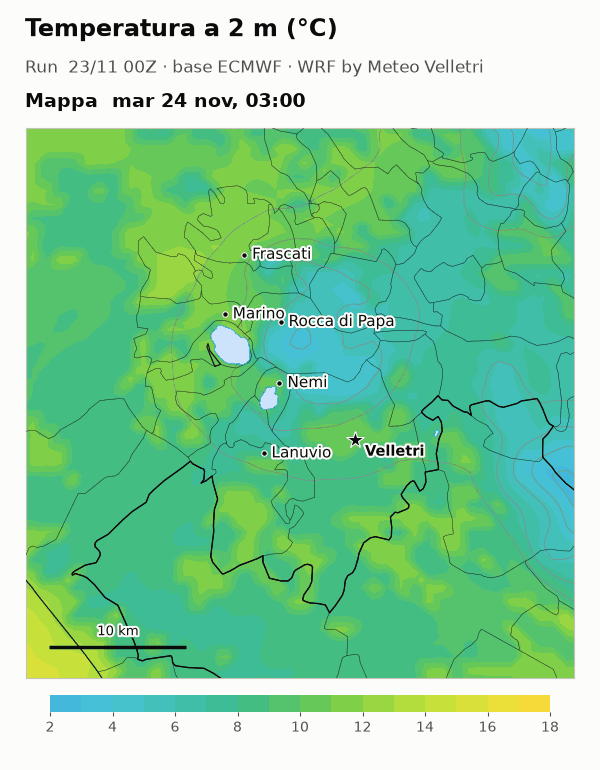 Temperatura a 2 m (°C)
Run  23/11 00Z · base ECMWF · WRF by Meteo Velletri
Mappa  mar 24 nov, 03:00
Frascati
Marino
Rocca di Papa
Nemi
Velletri
Lanuvio
10 km
2 4 6 8 10 12 14 16 18